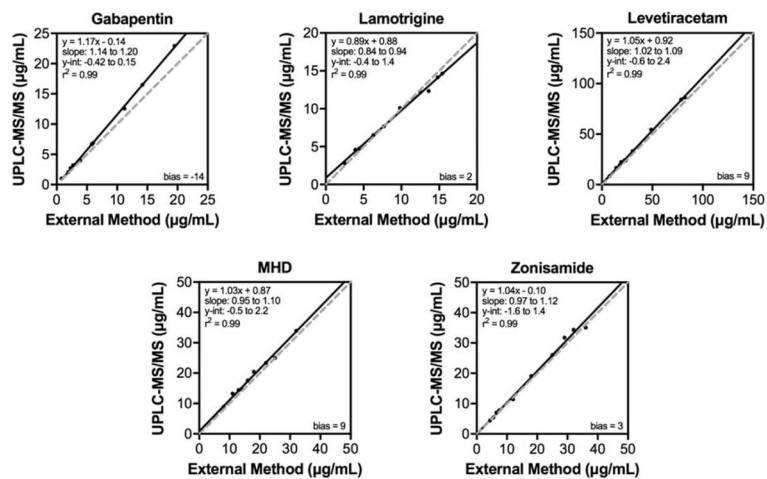 Gabapentin
UPLC-MS/MS (µg/mL)
25
20
15
10
5
0
y = 1.17x - 0.14
slope: 1.14 to 1.20
y-int: -0.42 to 0.15
r² = 0.99
bias = -14
0 5 10 15 20 25
External Method (µg/mL)
Lamotrigine
UPLC-MS/MS (µg/mL)
20
15
10
5
0
y = 0.89x + 0.88
slope: 0.84 to 0.94
y-int: -0.4 to 1.4
r² = 0.99
bias = 2
0 5 10 15 20
External Method (µg/mL)
Levetiracetam
UPLC-MS/MS (µg/mL)
150
100
50
0
y = 1.05x + 0.92
slope: 1.02 to 1.09
y-int: -0.6 to 2.4
r² = 0.99
bias = 9
0 50 100 150
External Method (µg/mL)
MHD
UPLC-MS/MS (µg/mL)
50
40
30
20
10
0
y = 1.03x + 0.87
slope: 0.95 to 1.10
y-int: -0.5 to 2.2
r² = 0.99
bias = 9
0 10 20 30 40 50
External Method (µg/mL)
Zonisamide
UPLC-MS/MS (µg/mL)
50
40
30
20
10
0
y = 1.04x - 0.10
slope: 0.97 to 1.12
y-int: -1.6 to 1.4
r² = 0.99
bias = 3
0 10 20 30 40 50
External Method (µg/mL)